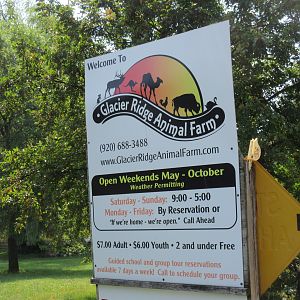 Welcome To
Glacier Ridge Animal Farm
(920) 688-3488
www.GlacierRidgeAnimalFarm.com
Open Weekends May - October
Weather Permitting
Saturday - Sunday: 9:00 - 5:00
Monday - Friday: By Reservation or
"If we're home - we're open." Call Ahead
$7.00 Adult • $6.00 Youth • 2 and under Free
Guided school and group tour reservations
available 7 days a week! Call to schedule your group.